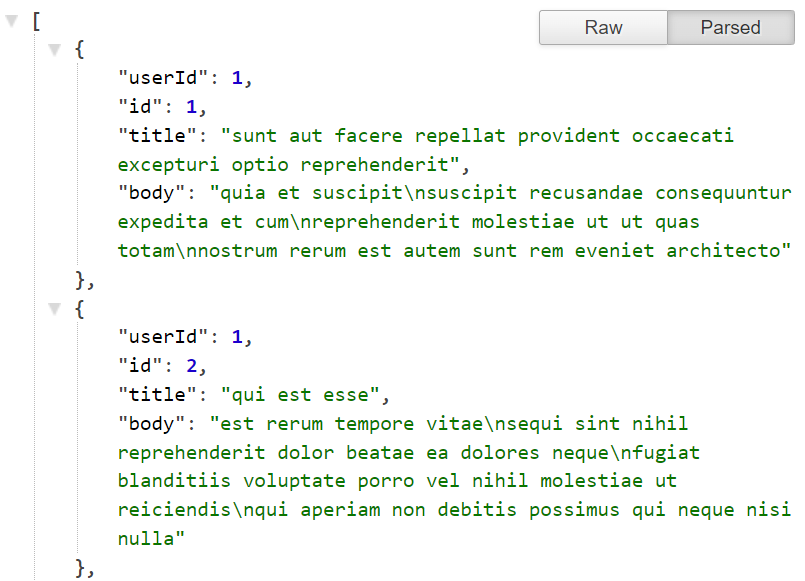 [
Raw Parsed
{
"userId": 1,
"id": 1,
"title": "sunt aut facere repellat provident occaecati
excepturi optio reprehenderit",
"body": "quia et suscipit\nsuscipit recusandae consequuntur
expedita et cum\nreprehenderit molestiae ut ut quas
totam\nnostrum rerum est autem sunt rem eveniet architecto"
},
{
"userId": 1,
"id": 2,
"title": "qui est esse",
"body": "est rerum tempore vitae\nsequi sint nihil
reprehenderit dolor beatae ea dolores neque\nfugiat
blanditiis voluptate porro vel nihil molestiae ut
reiciendis\nqui aperiam non debitis possimus qui neque nisi
nulla"
},